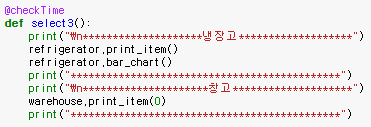 @checkTime
def select3():
print("₩n********************냉장고*******************")
refrigerator.print_item()
refrigerator.bar_chart()
print("*********************************************")
print("₩n*********************창고********************")
warehouse.print_item(0)
print("*********************************************")